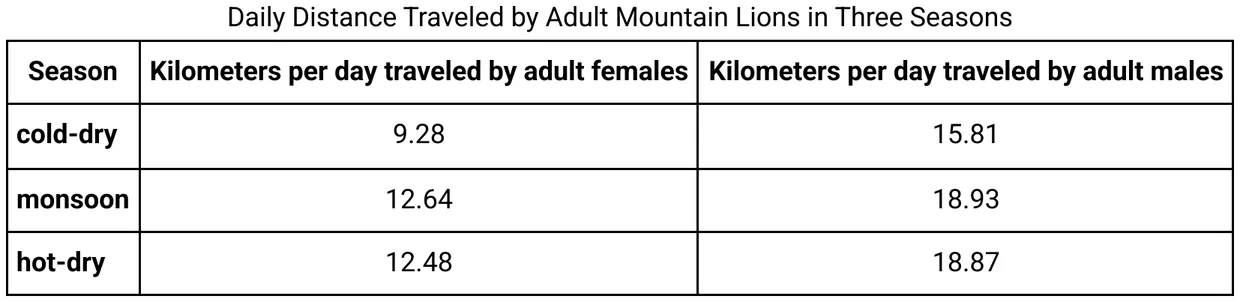 Daily Distance Traveled by Adult Mountain Lions in Three Seasons
Season Kilometers per day traveled by adult females Kilometers per day traveled by adult males
cold-dry 9.28 15.81
monsoon 12.64 18.93
hot-dry 12.48 18.87